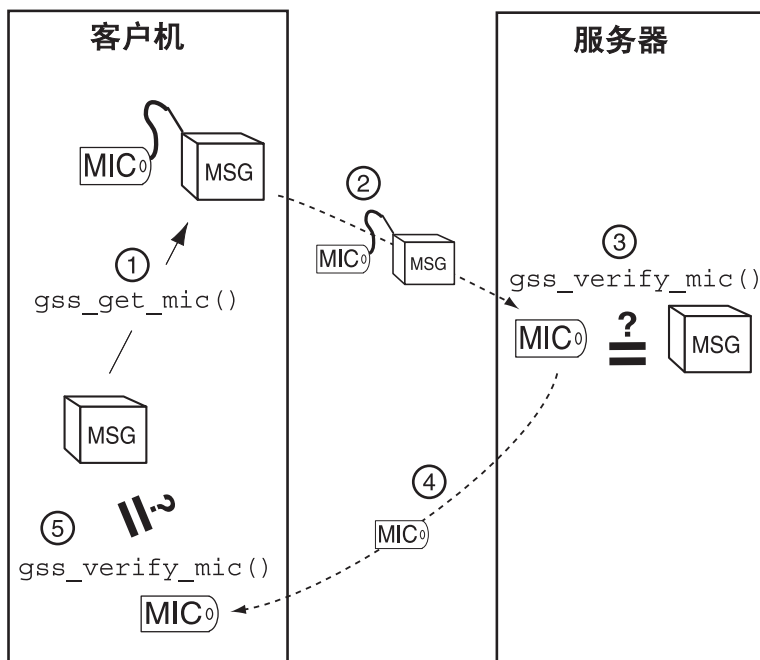 客户机
服务器
MIC
MSG
②
MIC
MSG
①
gss_get_mic()
③
gss_verify_mic()
MIC
?
=
MSG
MSG
④
MIC
⑤
=?
gss_verify_mic()
MIC